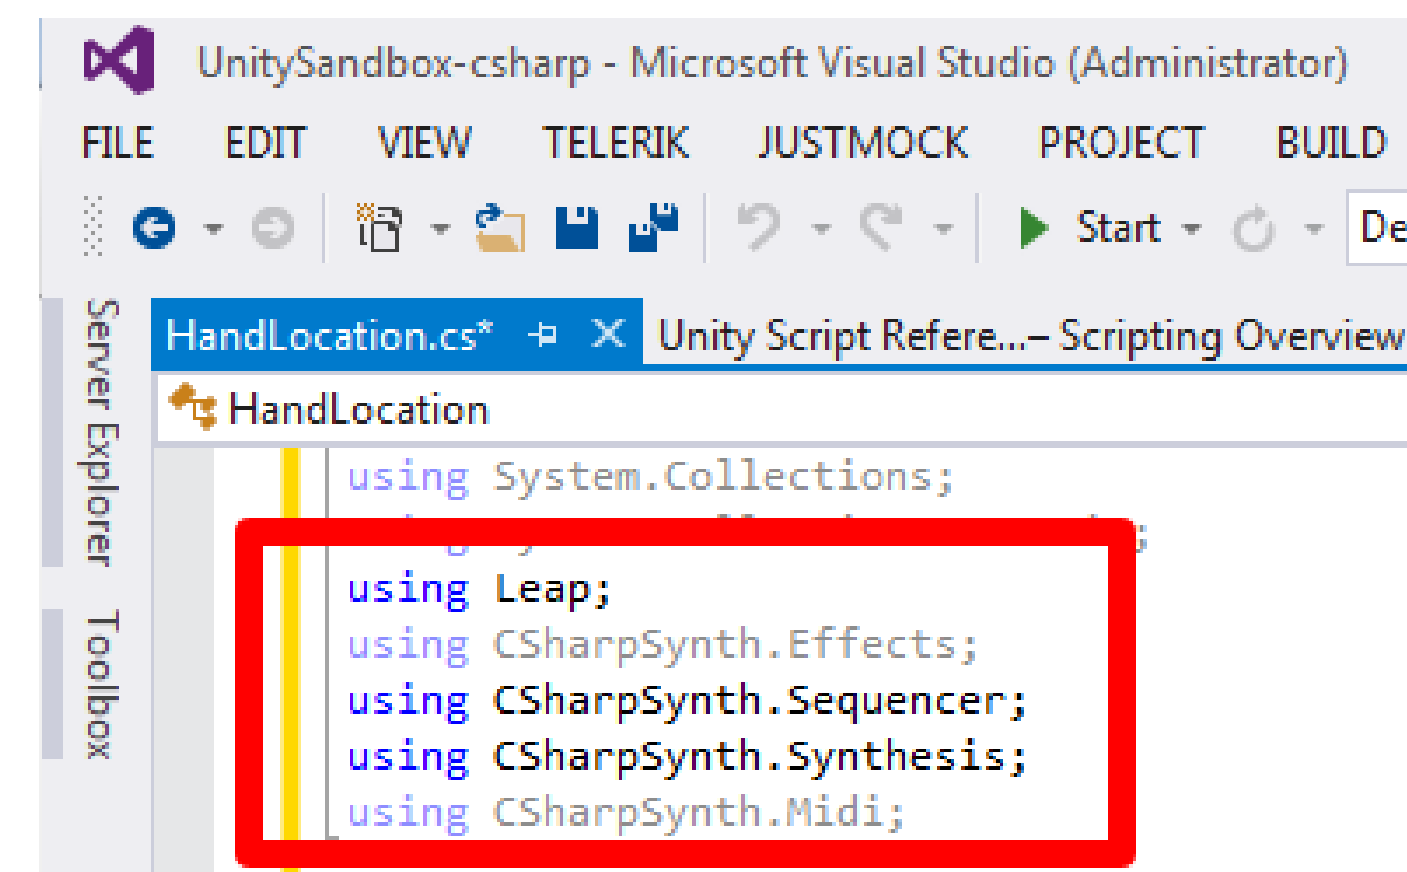 UnitySandbox-csharp - Microsoft Visual Studio (Administrator)
FILE EDIT VIEW TELERIK JUSTMOCK PROJECT BUILD
Start De
HandLocation.cs* Unity Script Refere...– Scripting Overview
HandLocation
Server Explorer
Toolbox
using System.Collections;
using Leap;
using CSharpSynth.Effects;
using CSharpSynth.Sequencer;
using CSharpSynth.Synthesis;
using CSharpSynth.Midi;